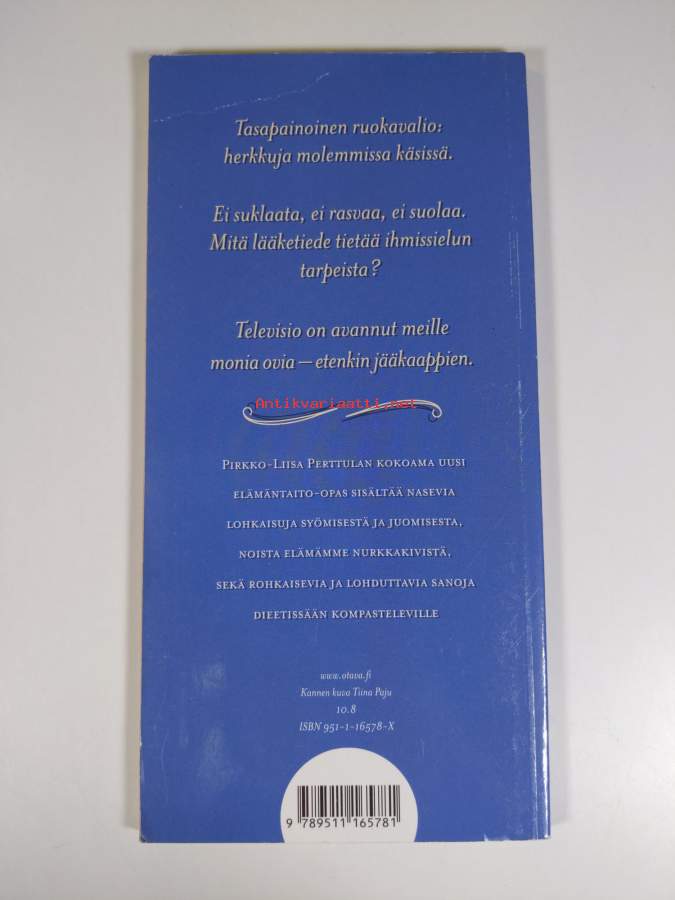 Tasapainoinen ruokavalio:
herkkuja molemmissa käsissä.
Ei suklaata, ei rasvaa, ei suolaa.
Mitä lääketiede tietää ihmissielun
tarpeista?
Televisio on avannut meille
monia ovia – etenkin jääkaappien.
Antikvariaatti.net
Pirkko-Liisa Perttulan kokoama uusi
elämäntaito-opas sisältää nasevia
lohkaisuja syömisestä ja juomisesta,
noista elämämme nurkkakivistä,
sekä rohkaisevia ja lohduttavia sanoja
dieetissään kompasteleville
www.otava.fi
Kannen kuva Tiina Paju
10.8
ISBN 951-1-16578-X
9 789511 165781